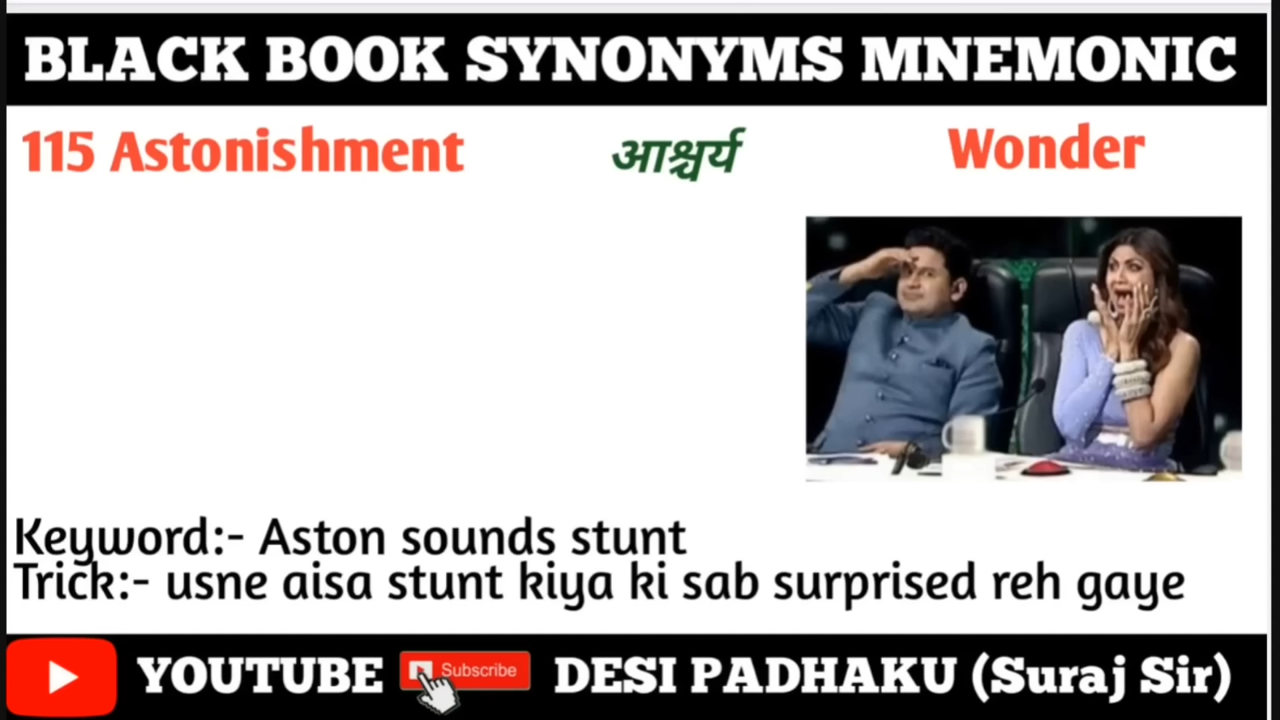 BLACK BOOK SYNONYMS MNEMONIC
115 Astonishment आश्चर्य Wonder
Keyword:- Aston sounds stunt
Trick:- usne aisa stunt kiya ki sab surprised reh gaye
YOUTUBE Subscribe DESI PADHAKU (Suraj Sir)